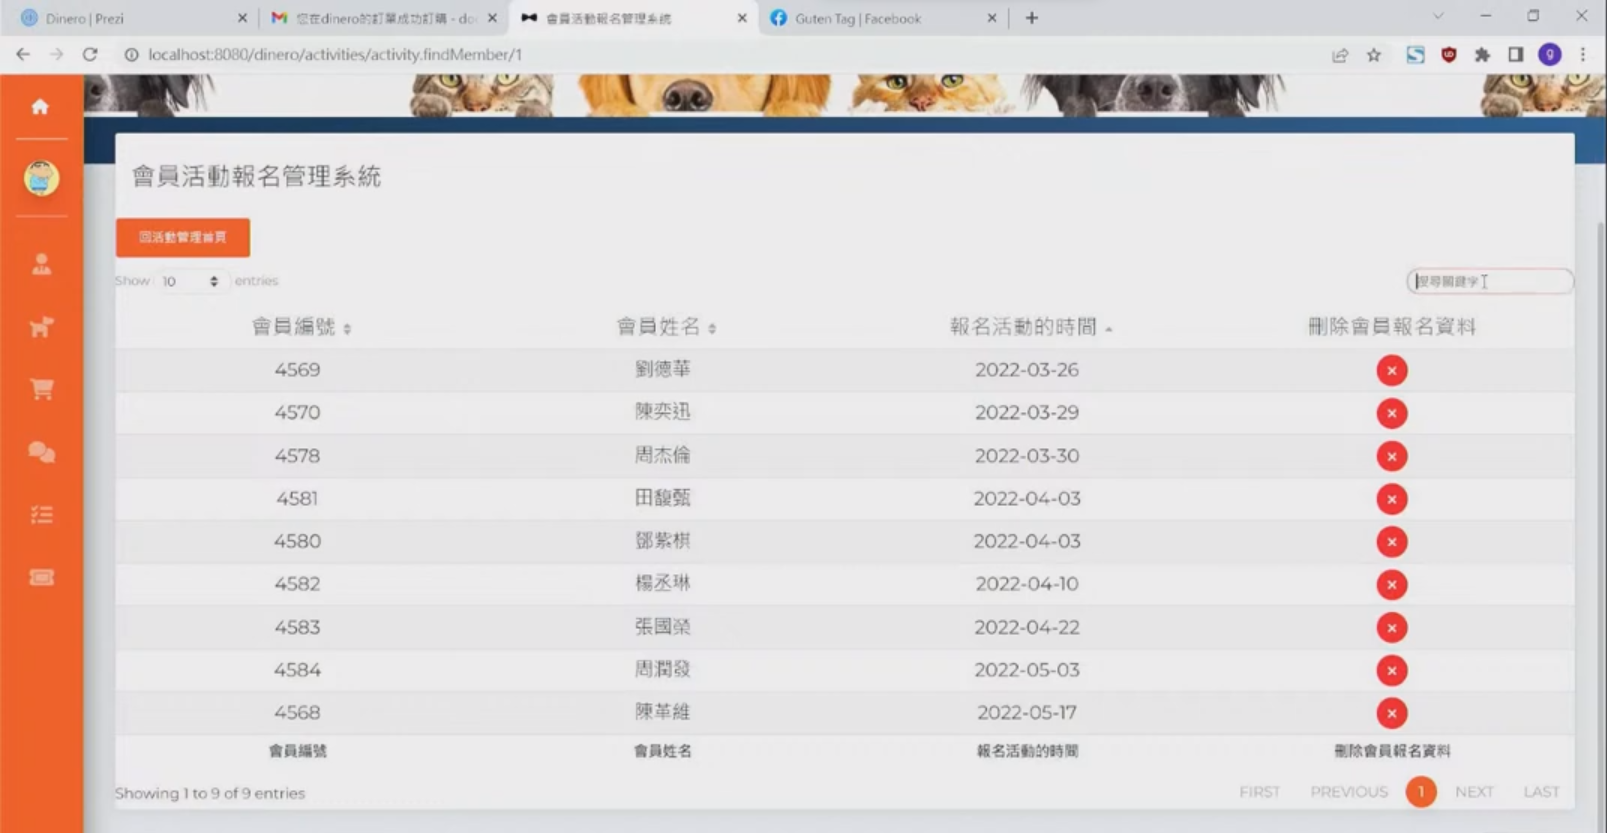 Dinero | Prezi
您在dinero的訂單成功訂購 - do
會員活動報名管理系統
Guten Tag | Facebook
localhost:8080/dinero/activities/activity.findMember/1
g
會員活動報名管理系統
回活動管理首頁
Show 10 entries
搜尋關鍵字
會員編號 會員姓名 報名活動的時間 刪除會員報名資料
4569 劉德華 2022-03-26
4570 陳奕迅 2022-03-29
4578 周杰倫 2022-03-30
4581 田馥甄 2022-04-03
4580 鄧紫棋 2022-04-03
4582 楊丞琳 2022-04-10
4583 張國榮 2022-04-22
4584 周潤發 2022-05-03
4568 陳革維 2022-05-17
會員編號 會員姓名 報名活動的時間 刪除會員報名資料
Showing 1 to 9 of 9 entries
FIRST PREVIOUS 1 NEXT LAST